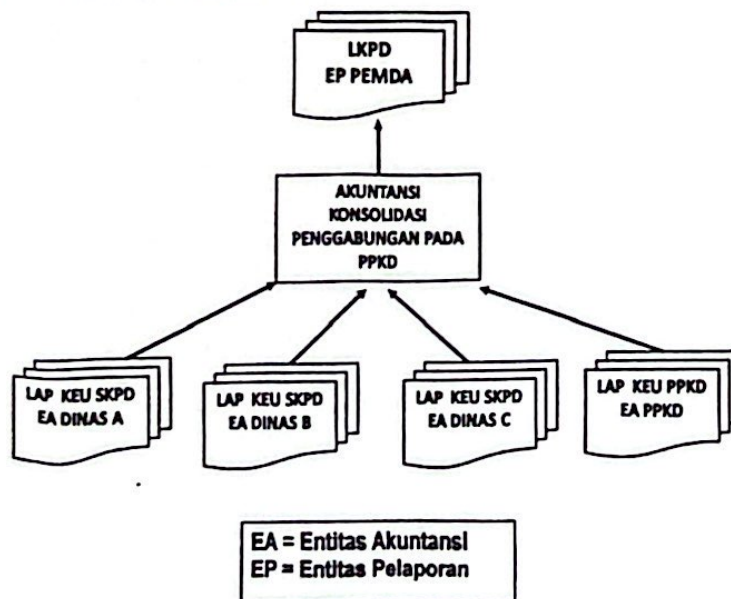 LKPD
EP PEMDA
AKUNTANSI
KONSOLIDASI
PENGGABUNGAN PADA
PPKD
LAP KEU SKPD
EA DINAS A
LAP KEU SKPD
EA DINAS B
LAP KEU SKPD
EA DINAS C
LAP KEU PPKD
EA PPKD
EA = Entitas Akuntansi
EP = Entitas Pelaporan